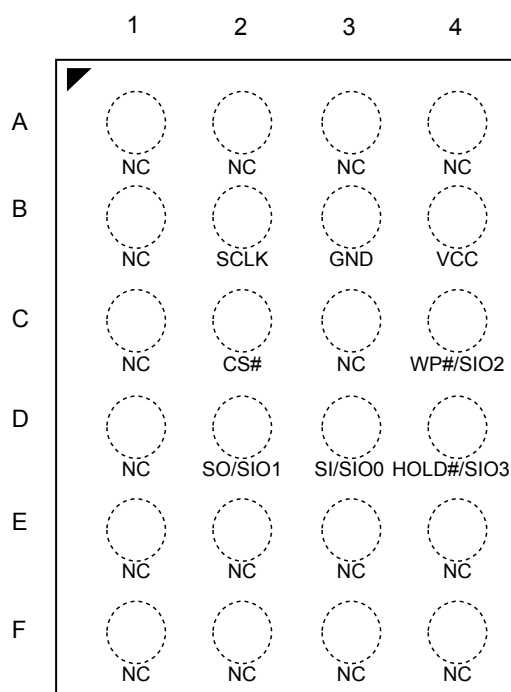 1 2 3 4
A
NC NC NC NC
B
NC SCLK GND VCC
C
NC CS# NC WP#/SIO2
D
NC SO/SIO1 SI/SIO0 HOLD#/SIO3
E
NC NC NC NC
F
NC NC NC NC